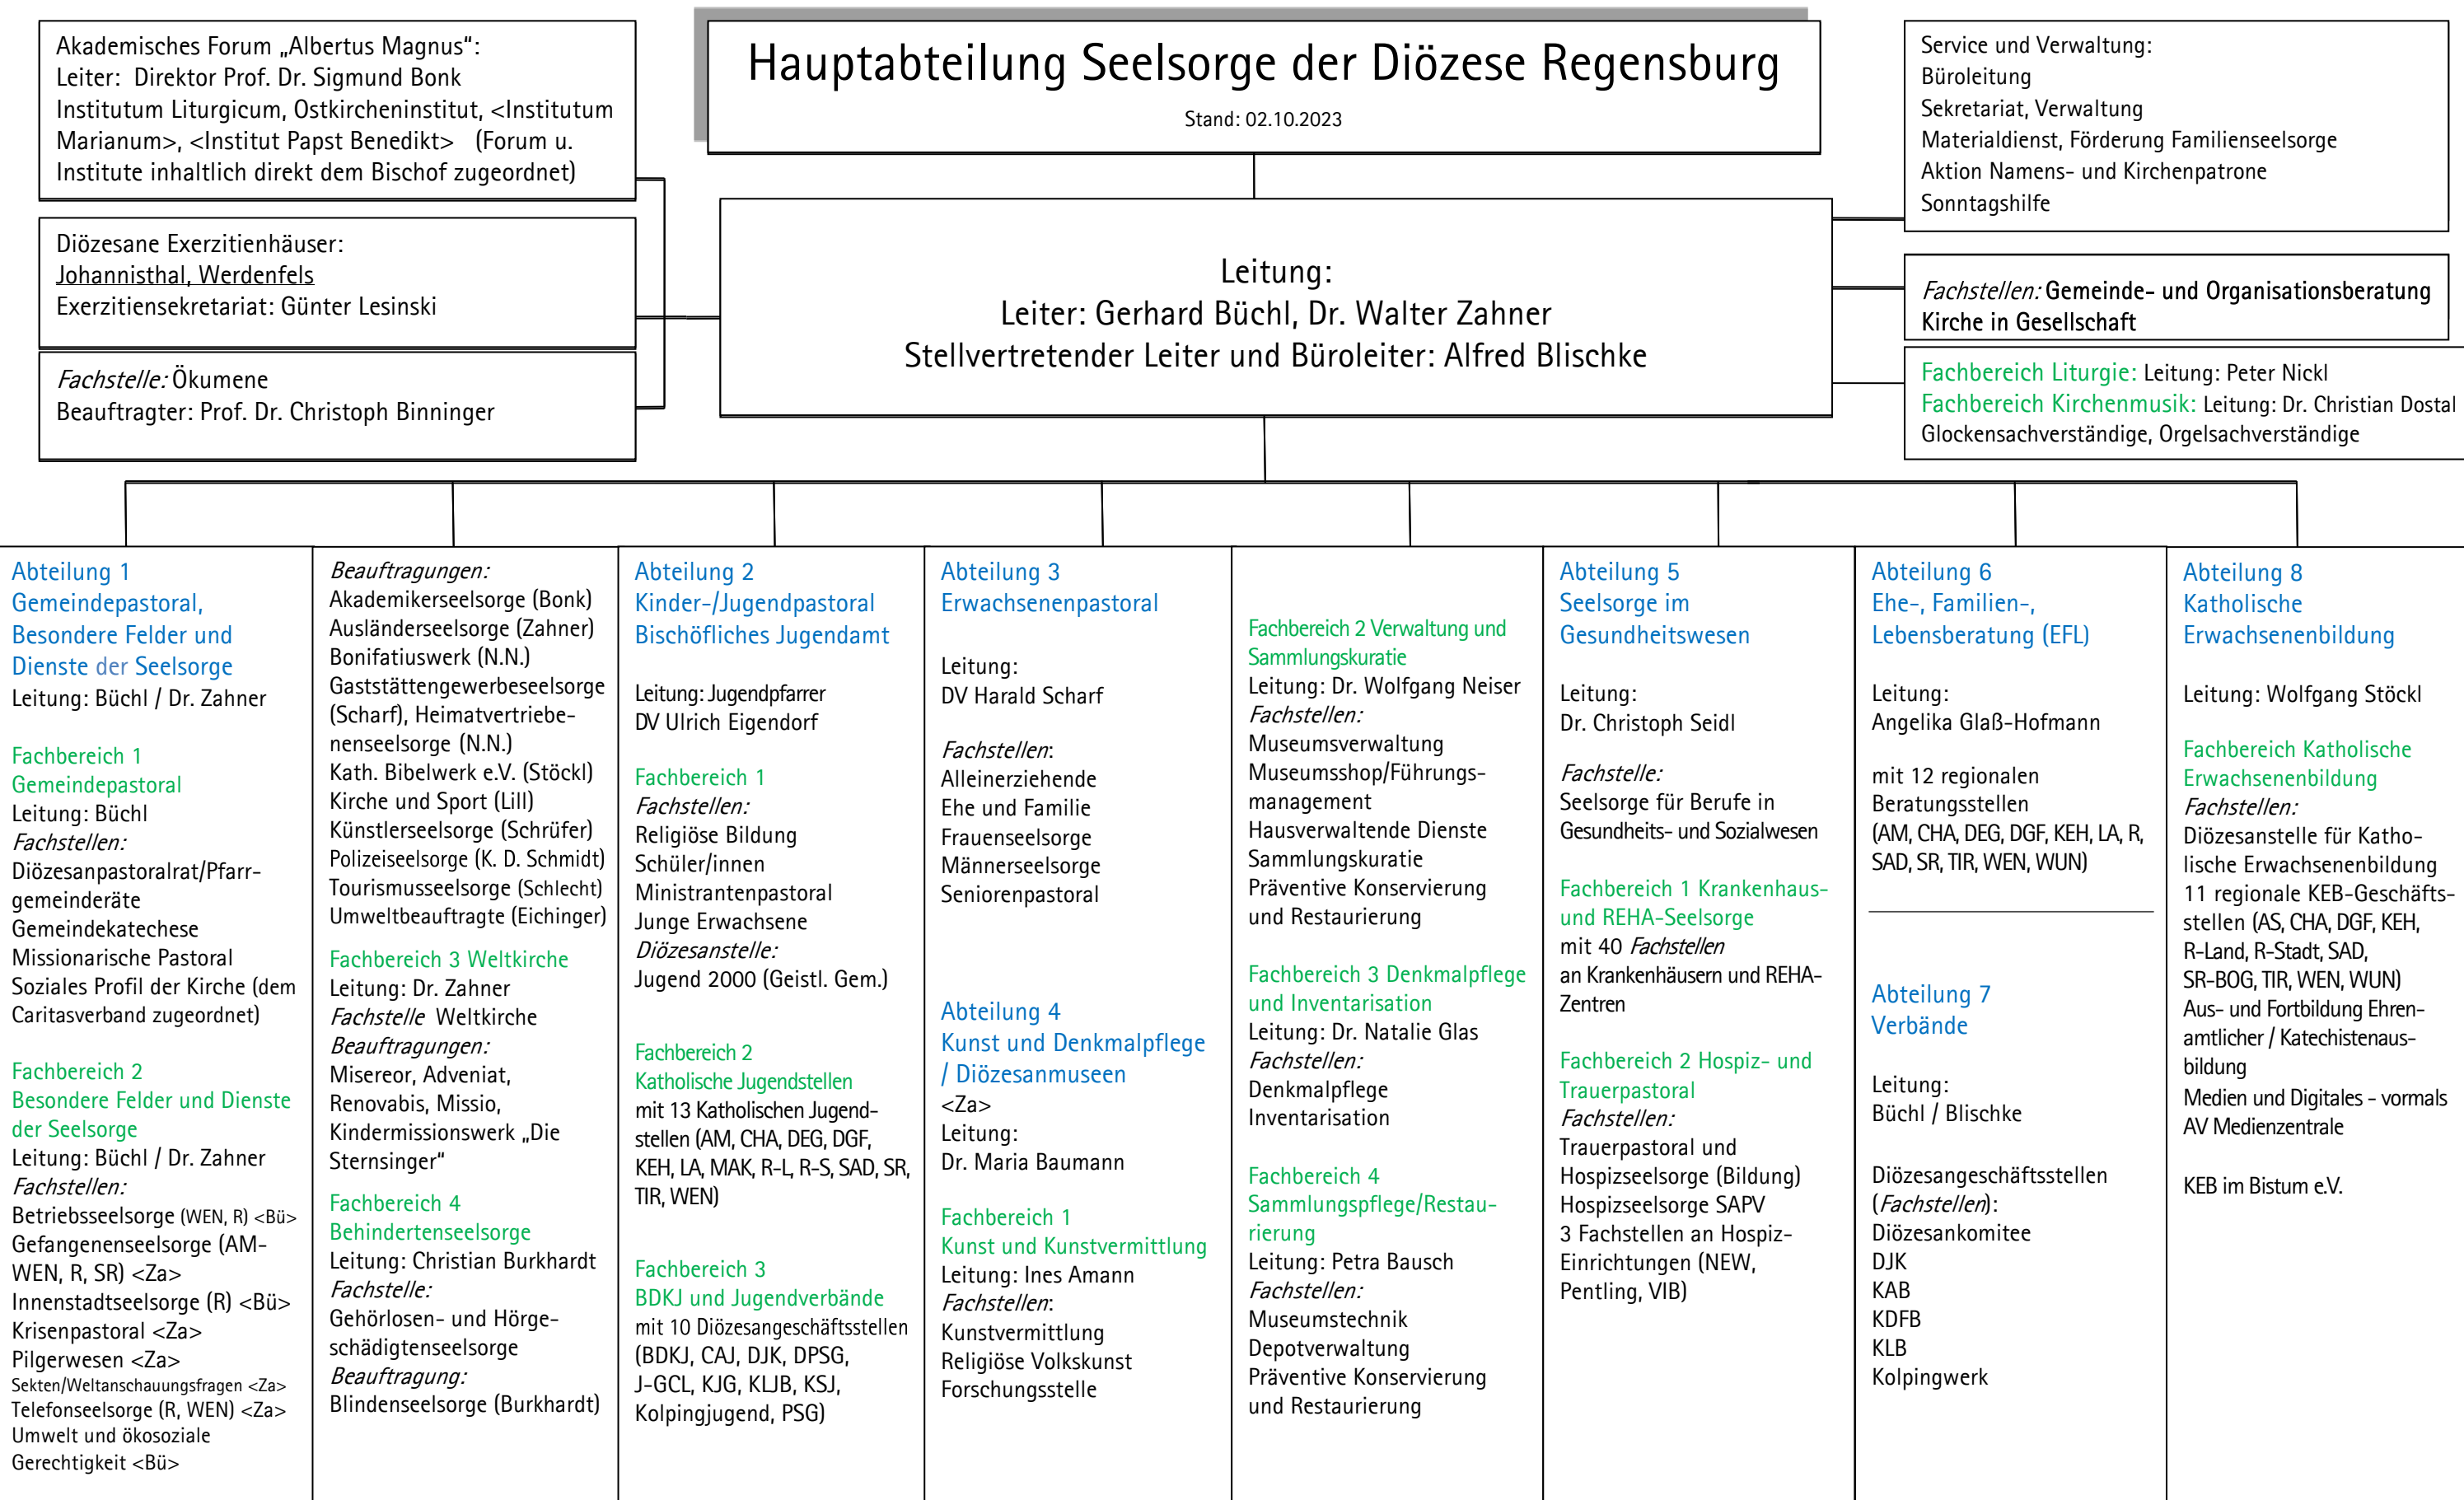 Akademisches Forum „Albertus Magnus“:
Leiter: Direktor Prof. Dr. Sigmund Bonk
Institutum Liturgicum, Ostkircheninstitut, <Institutum
Marianum>, <Institut Papst Benedikt> (Forum u.
Institute inhaltlich direkt dem Bischof zugeordnet)
Diözesane Exerzitienhäuser:
Johannisthal, Werdenfels
Exerzitiensekretariat: Günter Lesinski
Fachstelle: Ökumene
Beauftragter: Prof. Dr. Christoph Binninger
Hauptabteilung Seelsorge der Diözese Regensburg
Stand: 02.10.2023
Leitung:
Leiter: Gerhard Büchl, Dr. Walter Zahner
Stellvertretender Leiter und Büroleiter: Alfred Blischke
Service und Verwaltung:
Büroleitung
Sekretariat, Verwaltung
Materialdienst, Förderung Familienseelsorge
Aktion Namens- und Kirchenpatrone
Sonntagshilfe
Fachstellen: Gemeinde- und Organisationsberatung
Kirche in Gesellschaft
Fachbereich Liturgie: Leitung: Peter Nickl
Fachbereich Kirchenmusik: Leitung: Dr. Christian Dostal
Glockensachverständige, Orgelsachverständige
Abteilung 1
Gemeindepastoral,
Besondere Felder und
Dienste der Seelsorge
Leitung: Büchl / Dr. Zahner
Fachbereich 1
Gemeindepastoral
Leitung: Büchl
Fachstellen:
Diözesanpastoralrat/Pfarr-
gemeinderäte
Gemeindekatechese
Missionarische Pastoral
Soziales Profil der Kirche (dem
Caritasverband zugeordnet)
Fachbereich 2
Besondere Felder und Dienste
der Seelsorge
Leitung: Büchl / Dr. Zahner
Fachstellen:
Betriebsseelsorge (WEN, R) <Bü>
Gefangenenseelsorge (AM-
WEN, R, SR) <Za>
Innenstadtseelsorge (R) <Bü>
Krisenpastoral <Za>
Pilgerwesen <Za>
Sekten/Weltanschauungsfragen <Za>
Telefonseelsorge (R, WEN) <Za>
Umwelt und ökosoziale
Gerechtigkeit <Bü>
Beauftragungen:
Akademikerseelsorge (Bonk)
Ausländerseelsorge (Zahner)
Bonifatiuswerk (N.N.)
Gaststättengewerbeseelsorge
(Scharf), Heimatvertriebe-
nenseelsorge (N.N.)
Kath. Bibelwerk e.V. (Stöckl)
Kirche und Sport (Lill)
Künstlerseelsorge (Schrüfer)
Polizeiseelsorge (K. D. Schmidt)
Tourismusseelsorge (Schlecht)
Umweltbeauftragte (Eichinger)
Fachbereich 3 Weltkirche
Leitung: Dr. Zahner
Fachstelle Weltkirche
Beauftragungen:
Misereor, Adveniat,
Renovabis, Missio,
Kindermissionswerk „Die
Sternsinger“
Fachbereich 4
Behindertenseelsorge
Leitung: Christian Burkhardt
Fachstelle:
Gehörlosen- und Hörge-
schädigtenseelsorge
Beauftragung:
Blindenseelsorge (Burkhardt)
Abteilung 2
Kinder-/Jugendpastoral
Bischöfliches Jugendamt
Leitung: Jugendpfarrer
DV Ulrich Eigendorf
Fachbereich 1
Fachstellen:
Religiöse Bildung
Schüler/innen
Ministrantenpastoral
Junge Erwachsene
Diözesanstelle:
Jugend 2000 (Geistl. Gem.)
Fachbereich 2
Katholische Jugendstellen
mit 13 Katholischen Jugend-
stellen (AM, CHA, DEG, DGF,
KEH, LA, MAK, R-L, R-S, SAD, SR,
TIR, WEN)
Fachbereich 3
BDKJ und Jugendverbände
mit 10 Diözesangeschäftsstellen
(BDKJ, CAJ, DJK, DPSG,
J-GCL, KJG, KLJB, KSJ,
Kolpingjugend, PSG)
Abteilung 3
Erwachsenenpastoral
Leitung:
DV Harald Scharf
Fachstellen:
Alleinerziehende
Ehe und Familie
Frauenseelsorge
Männerseelsorge
Seniorenpastoral
Abteilung 4
Kunst und Denkmalpflege
/ Diözesanmuseen
<Za>
Leitung:
Dr. Maria Baumann
Fachbereich 1
Kunst und Kunstvermittlung
Leitung: Ines Amann
Fachstellen:
Kunstvermittlung
Religiöse Volkskunst
Forschungsstelle
Fachbereich 2 Verwaltung und
Sammlungskuratie
Leitung: Dr. Wolfgang Neiser
Fachstellen:
Museumsverwaltung
Museumsshop/Führungs-
management
Hausverwaltende Dienste
Sammlungskuratie
Präventive Konservierung
und Restaurierung
Fachbereich 3 Denkmalpflege
und Inventarisation
Leitung: Dr. Natalie Glas
Fachstellen:
Denkmalpflege
Inventarisation
Fachbereich 4
Sammlungspflege/Restau-
rierung
Leitung: Petra Bausch
Fachstellen:
Museumstechnik
Depotverwaltung
Präventive Konservierung
und Restaurierung
Abteilung 5
Seelsorge im
Gesundheitswesen
Leitung:
Dr. Christoph Seidl
Fachstelle:
Seelsorge für Berufe in
Gesundheits- und Sozialwesen
Fachbereich 1 Krankenhaus-
und REHA-Seelsorge
mit 40 Fachstellen
an Krankenhäusern und REHA-
Zentren
Fachbereich 2 Hospiz- und
Trauerpastoral
Fachstellen:
Trauerpastoral und
Hospizseelsorge (Bildung)
Hospizseelsorge SAPV
3 Fachstellen an Hospiz-
Einrichtungen (NEW,
Pentling, VIB)
Abteilung 6
Ehe-, Familien-,
Lebensberatung (EFL)
Leitung:
Angelika Glaß-Hofmann
mit 12 regionalen
Beratungsstellen
(AM, CHA, DEG, DGF, KEH, LA, R,
SAD, SR, TIR, WEN, WUN)
Abteilung 7
Verbände
Leitung:
Büchl / Blischke
Diözesangeschäftsstellen
(Fachstellen):
Diözesankomitee
DJK
KAB
KDFB
KLB
Kolpingwerk
Abteilung 8
Katholische
Erwachsenenbildung
Leitung: Wolfgang Stöckl
Fachbereich Katholische
Erwachsenenbildung
Fachstellen:
Diözesanstelle für Katho-
lische Erwachsenenbildung
11 regionale KEB-Geschäfts-
stellen (AS, CHA, DGF, KEH,
R-Land, R-Stadt, SAD,
SR-BOG, TIR, WEN, WUN)
Aus- und Fortbildung Ehren-
amtlicher / Katechistenaus-
bildung
Medien und Digitales - vormals
AV Medienzentrale
KEB im Bistum e.V.